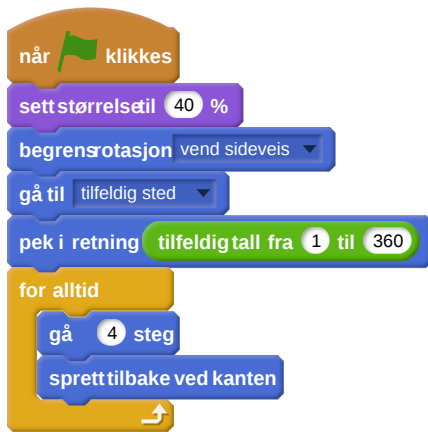 når klikkes
sett størrelse til 40 %
begrens rotasjon vend sideveis
gå til tilfeldig sted
pek i retning tilfeldig tall fra 1 til 360
for alltid
gå 4 steg
sprett tilbake ved kanten